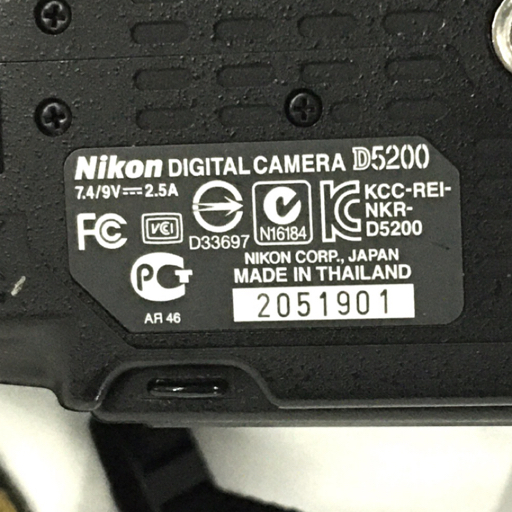 Nikon DIGITAL CAMERA D5200
7.4/9V⎓2.5A
FC VCI D33697 N16184 KCC-REI-
NKR-
D5200
NIKON CORP., JAPAN
MADE IN THAILAND
PCT
АЯ 46
2051901